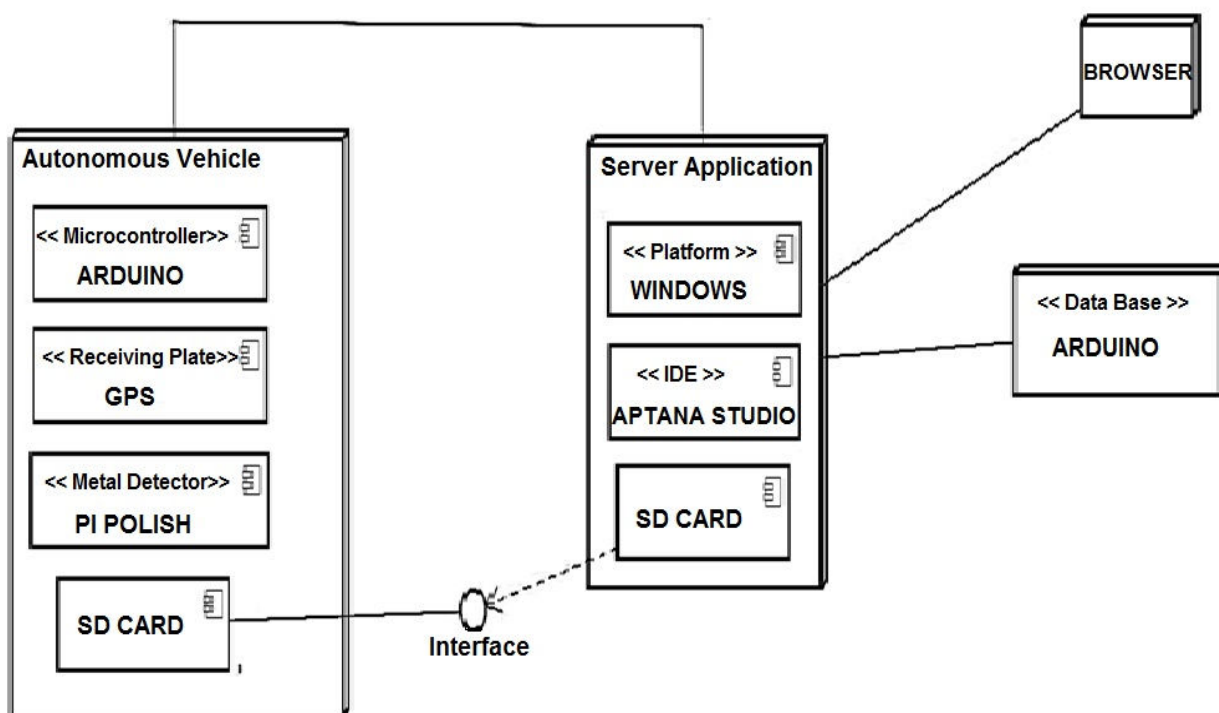 Autonomous Vehicle
<< Microcontroller>>
ARDUINO
<< Receiving Plate>>
GPS
<< Metal Detector>>
PI POLISH
SD CARD
Interface
Server Application
<< Platform >>
WINDOWS
<< IDE >>
APTANA STUDIO
SD CARD
BROWSER
<< Data Base >>
ARDUINO